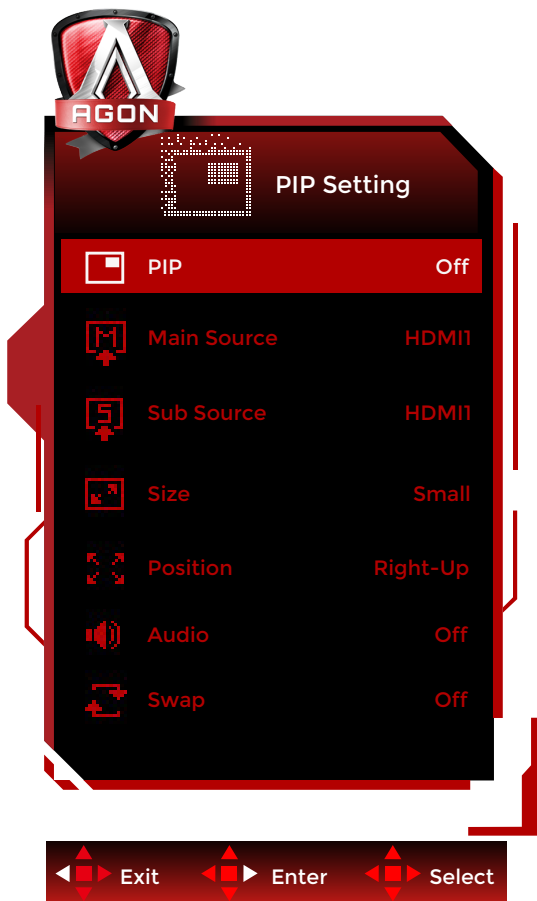 AGON
PIP Setting
PIP Off
Main Source HDMI1
Sub Source HDMI1
Size Small
Position Right-Up
Audio Off
Swap Off
Exit Enter Select